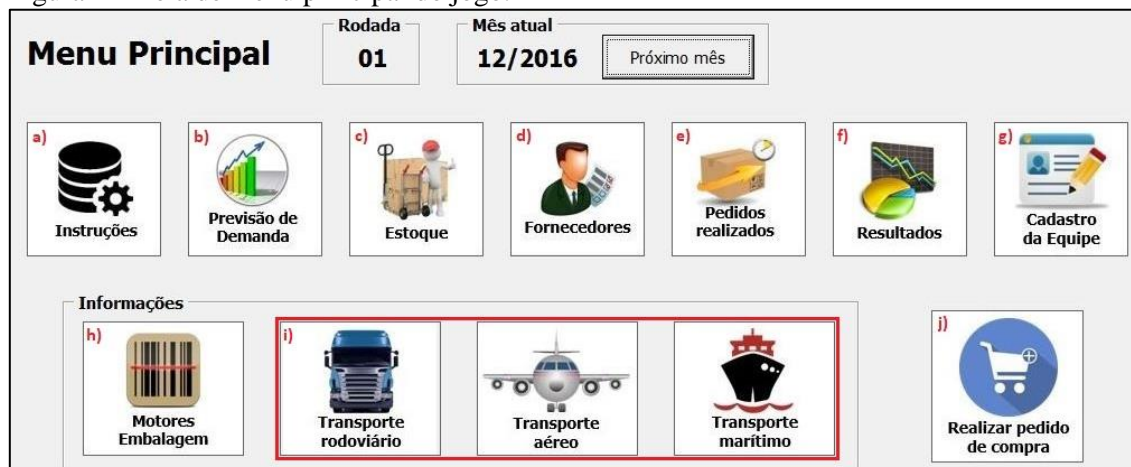 Menu Principal
Rodada
01
Mês atual
12/2016
Próximo mês
a)
Instruções
b)
Previsão de
Demanda
c)
Estoque
d)
Fornecedores
e)
Pedidos
realizados
f)
Resultados
g)
Cadastro
da Equipe
Informações
h)
Motores
Embalagem
i)
Transporte
rodoviário
Transporte
aéreo
Transporte
marítimo
j)
Realizar pedido
de compra